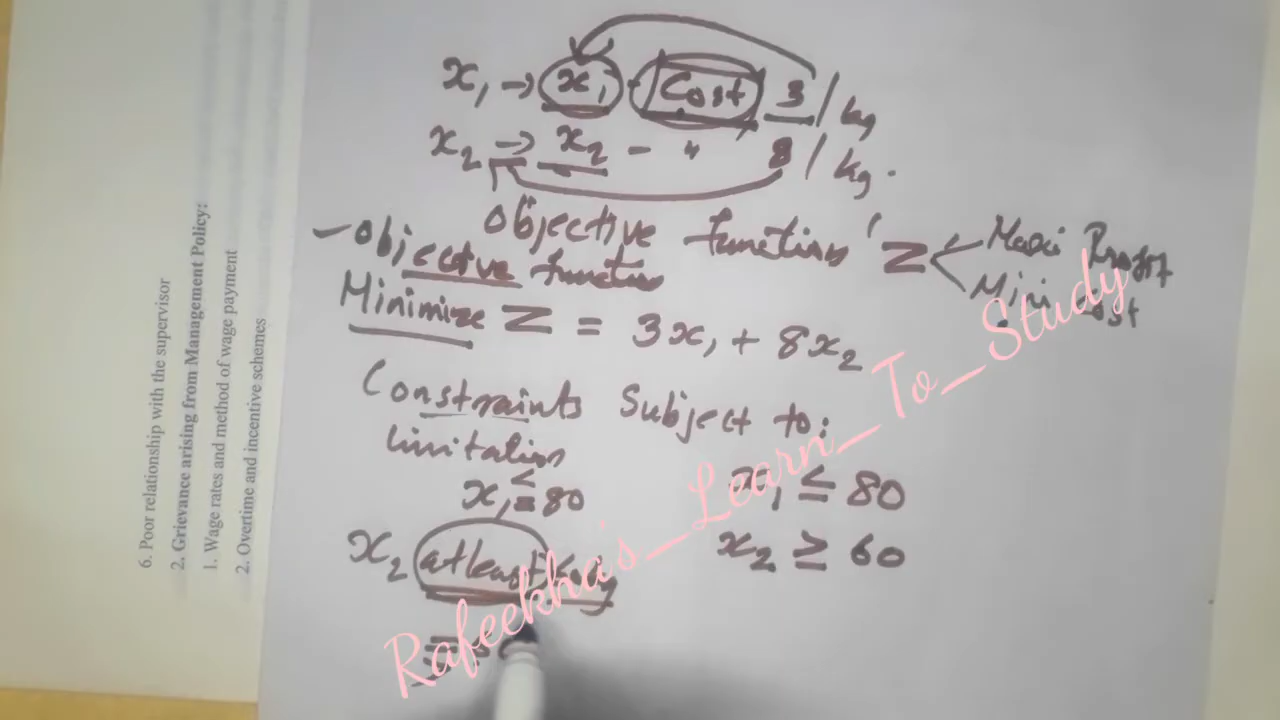 x₁ → x₁ - Cost 3 / kg
x₂ → x₂ - " 8 / kg.
Objective function ' Z Maxi Profit
Mini Cost
- Objective function
Minimize Z = 3x₁ + 8x₂
Constraints Subject to:
limitation
x₁ ≤ 80 x₁ ≤ 80
x₂ atleast x₂ ≥ 60
6. Poor relationship with the supervisor
2. Grievance arising from Management Policy:
1. Wage rates and method of wage payment
2. Overtime and incentive schemes
Rafeekha's_Learn_To_Study